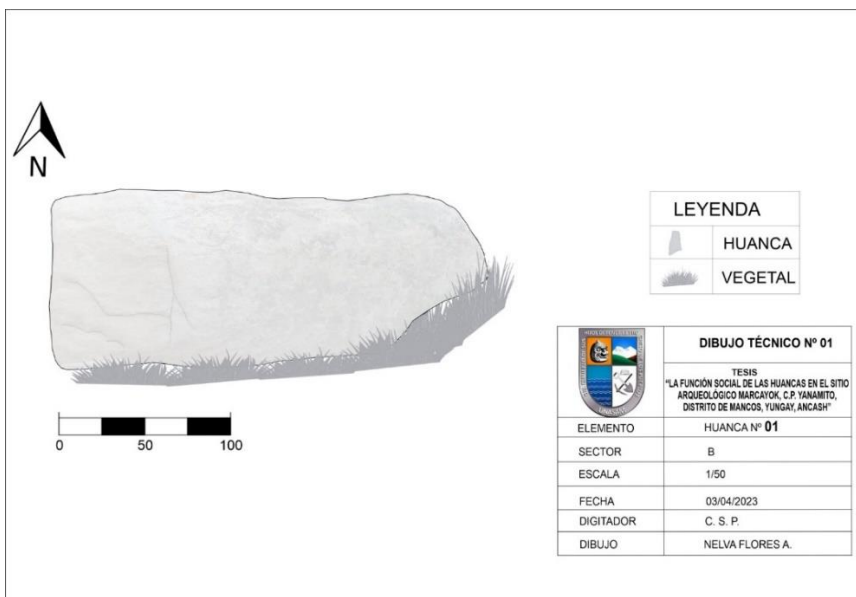 N
0 50 100
LEYENDA
HUANCA
VEGETAL
DIBUJO TÉCNICO Nº 01
TESIS
"LA FUNCIÓN SOCIAL DE LAS HUANCAS EN EL SITIO
ARQUEOLÓGICO MARCAYOK, C.P. YANAMITO,
DISTRITO DE MANCOS, YUNGAY, ANCASH"
ELEMENTO HUANCA Nº 01
SECTOR B
ESCALA 1/50
FECHA 03/04/2023
DIGITADOR C. S. P.
DIBUJO NELVA FLORES A.
UNASAM